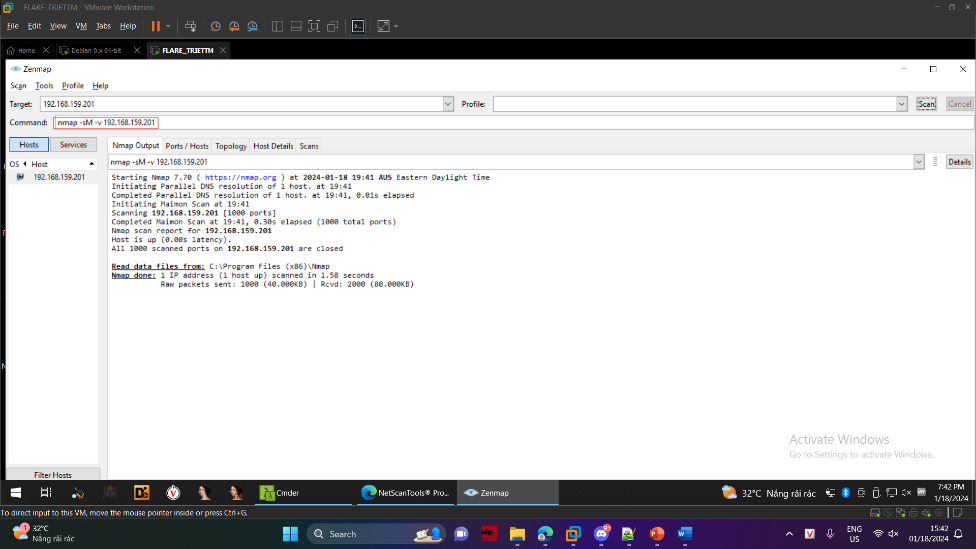 FLARE_TRIETTM - VMware Workstation
File Edit View VM Tabs Help
Home Debian 9.x 64-bit FLARE_TRIETTM
Zenmap
Scan Tools Profile Help
Target: 192.168.159.201 Profile: Scan Cancel
Command: nmap -sM -v 192.168.159.201
Hosts Services
Nmap Output Ports / Hosts Topology Host Details Scans
OS Host
192.168.159.201
nmap -sM -v 192.168.159.201 Details
Starting Nmap 7.70 ( https://nmap.org ) at 2024-01-18 19:41 AUS Eastern Daylight Time
Initiating Parallel DNS resolution of 1 host. at 19:41
Completed Parallel DNS resolution of 1 host. at 19:41, 0.01s elapsed
Initiating Maimon Scan at 19:41
Scanning 192.168.159.201 [1000 ports]
Completed Maimon Scan at 19:41, 0.30s elapsed (1000 total ports)
Nmap scan report for 192.168.159.201
Host is up (0.00s latency).
All 1000 scanned ports on 192.168.159.201 are closed
Read data files from: C:\Program Files (x86)\Nmap
Nmap done: 1 IP address (1 host up) scanned in 1.58 seconds
Raw packets sent: 1000 (40.000KB) | Rcvd: 2000 (80.000KB)
Activate Windows
Go to Settings to activate Windows.
Filter Hosts
Cmder NetScanTools® Pro... Zenmap
32°C Nắng rải rác
7:42 PM
1/18/2024
To direct input to this VM, move the mouse pointer inside or press Ctrl+G.
32°C
Nắng rải rác
Search
ENG
US
15:42
01/18/2024